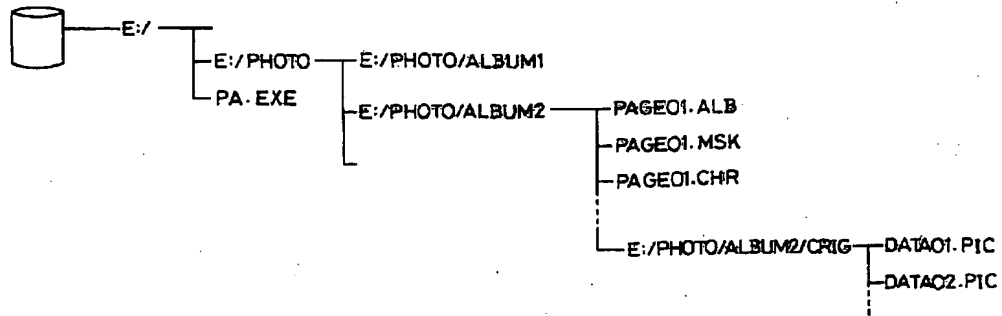 E:/
E:/PHOTO
E:/PHOTO/ALBUM1
PA.EXE
E:/PHOTO/ALBUM2
PAGE01.ALB
PAGE01.MSK
PAGE01.CHR
E:/PHOTO/ALBUM2/CRIG
DATA01.PIC
DATA02.PIC